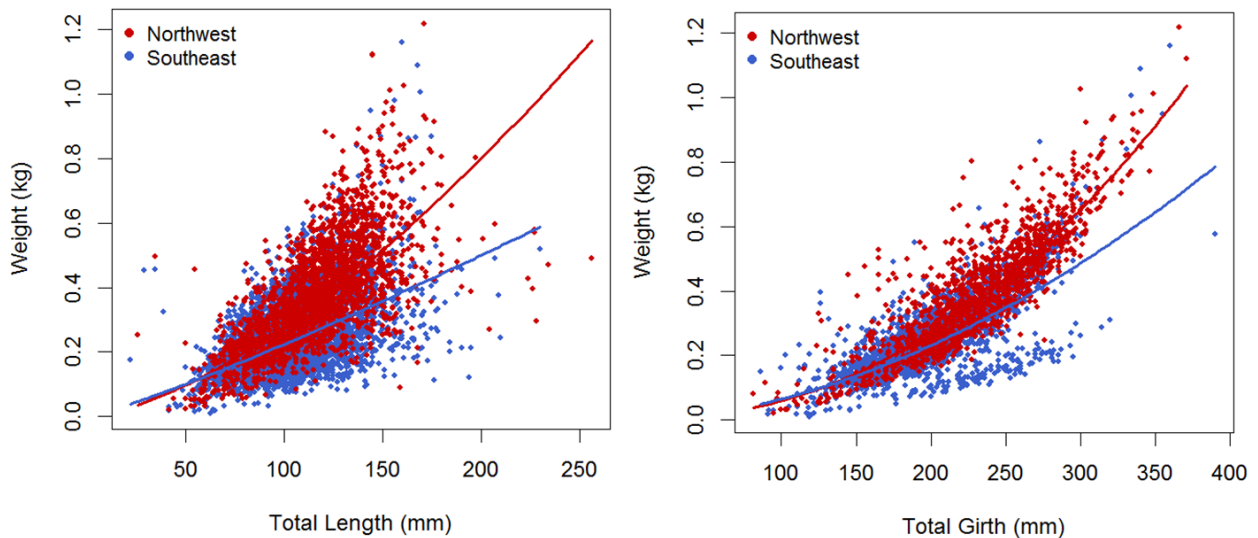 Northwest
Southeast
Weight (kg)
0.0 0.2 0.4 0.6 0.8 1.0 1.2
50 100 150 200 250
Total Length (mm)
Northwest
Southeast
Weight (kg)
0.0 0.2 0.4 0.6 0.8 1.0 1.2
100 150 200 250 300 350 400
Total Girth (mm)